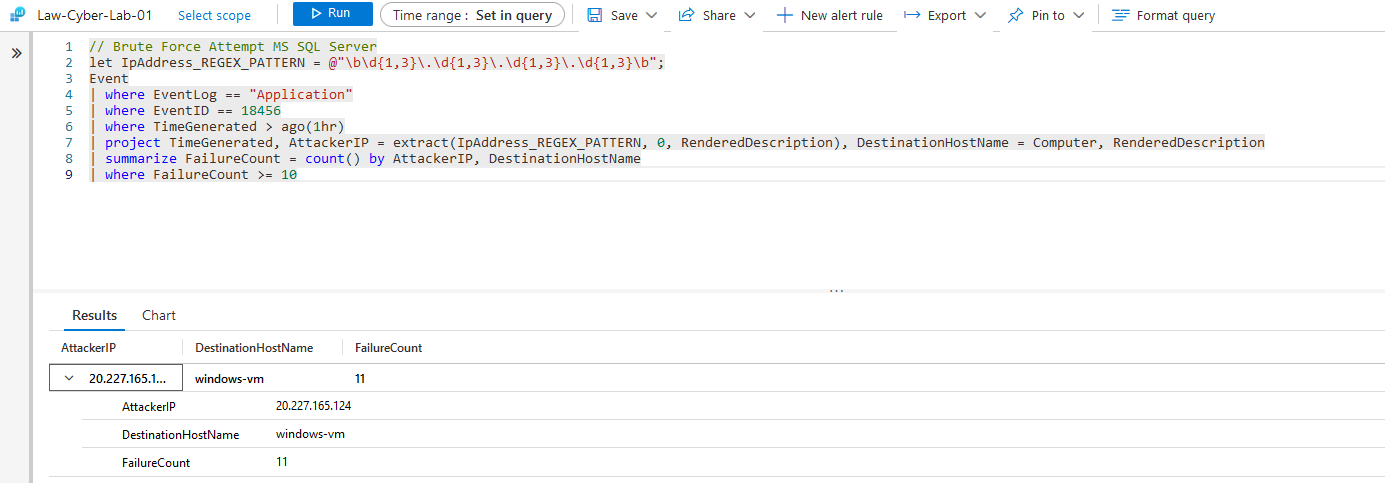 Law-Cyber-Lab-01 Select scope Run Time range : Set in query Save Share New alert rule Export Pin to Format query
1 // Brute Force Attempt MS SQL Server
2 let IpAddress_REGEX_PATTERN = @"\b\d{1,3}\.\d{1,3}\.\d{1,3}\.\d{1,3}\b";
3 Event
4 | where EventLog == "Application"
5 | where EventID == 18456
6 | where TimeGenerated > ago(1hr)
7 | project TimeGenerated, AttackerIP = extract(IpAddress_REGEX_PATTERN, 0, RenderedDescription), DestinationHostName = Computer, RenderedDescription
8 | summarize FailureCount = count() by AttackerIP, DestinationHostName
9 | where FailureCount >= 10
...
Results Chart
AttackerIP DestinationHostName FailureCount
20.227.165.1... windows-vm 11
AttackerIP 20.227.165.124
DestinationHostName windows-vm
FailureCount 11